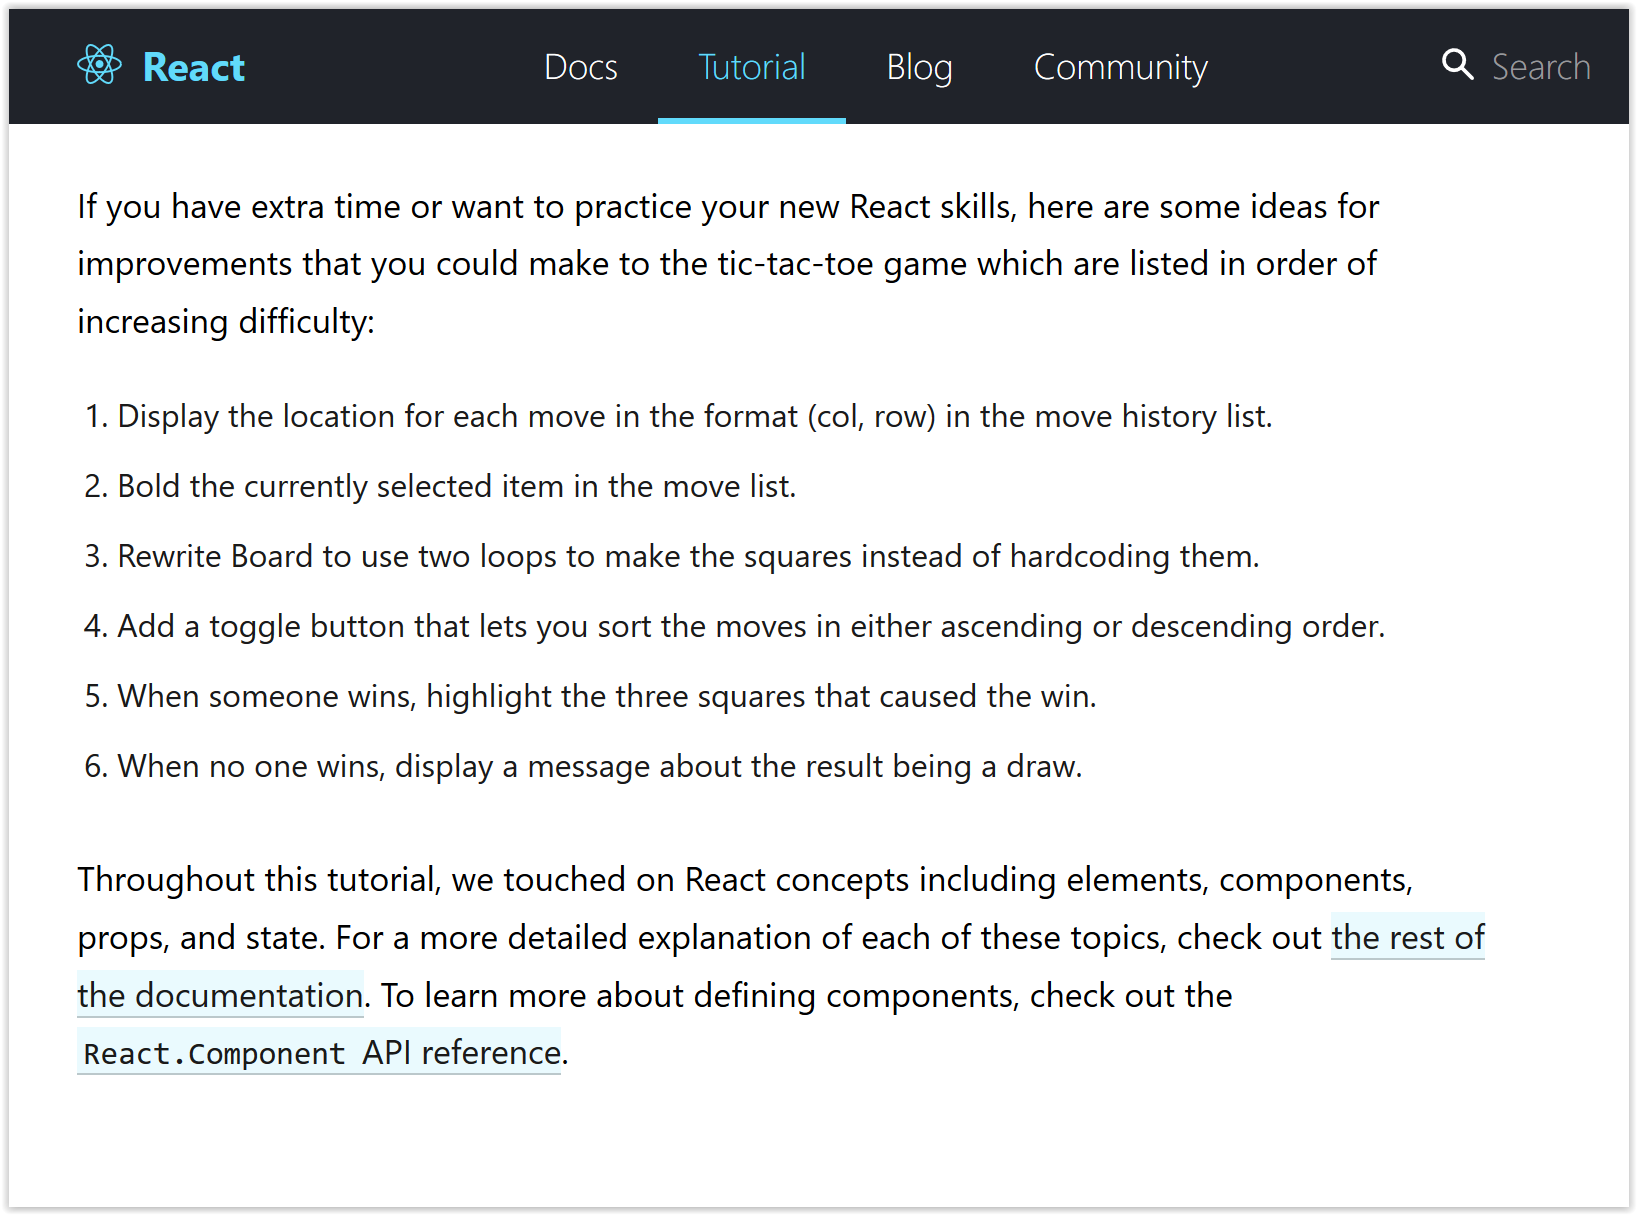 React
Docs
Tutorial
Blog
Community
Search
If you have extra time or want to practice your new React skills, here are some ideas for
improvements that you could make to the tic-tac-toe game which are listed in order of
increasing difficulty:
1. Display the location for each move in the format (col, row) in the move history list.
2. Bold the currently selected item in the move list.
3. Rewrite Board to use two loops to make the squares instead of hardcoding them.
4. Add a toggle button that lets you sort the moves in either ascending or descending order.
5. When someone wins, highlight the three squares that caused the win.
6. When no one wins, display a message about the result being a draw.
Throughout this tutorial, we touched on React concepts including elements, components,
props, and state. For a more detailed explanation of each of these topics, check out the rest of
the documentation. To learn more about defining components, check out the
React.Component API reference.